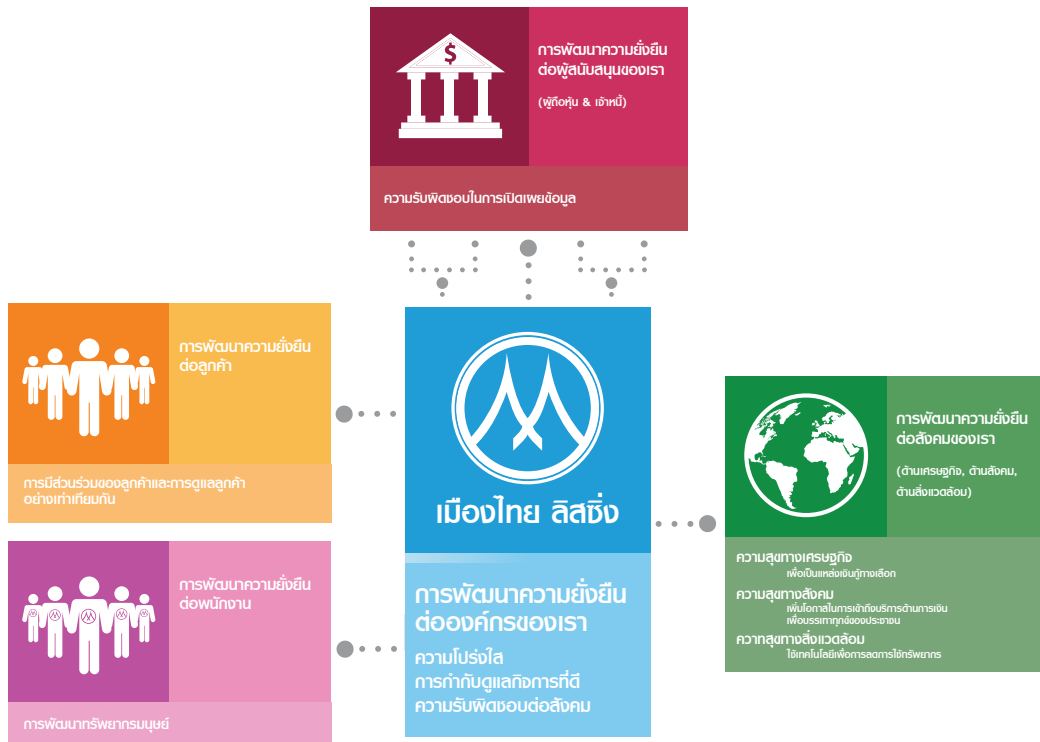 $
การพัฒนาความยั่งยืน
ต่อผู้สนับสนุนของเรา
(ผู้ถือหุ้น & เจ้าหนี้)
ความรับผิดชอบในการเปิดเผยข้อมูล
การพัฒนาความยั่งยืน
ต่อลูกค้า
การมีส่วนร่วมของลูกค้าและการดูแลลูกค้า
อย่างเท่าเทียมกัน
การพัฒนาความยั่งยืน
ต่อพนักงาน
การพัฒนาทรัพยากรมนุษย์
เมืองไทย ลิสซิ่ง
การพัฒนาความยั่งยืน
ต่อองค์กรของเรา
ความโปร่งใส
การกำกับดูแลกิจการที่ดี
ความรับผิดชอบต่อสังคม
การพัฒนาความยั่งยืน
ต่อสังคมของเรา
(ด้านเศรษฐกิจ, ด้านสังคม,
ด้านสิ่งแวดล้อม)
ความสุขทางเศรษฐกิจ
เพื่อเป็นแหล่งเงินกู้ทางเลือก
ความสุขทางสังคม
เพิ่มโอกาสในการเข้าถึงบริการด้านการเงิน
เพื่อบรรเทาทุกข์ของประชาชน
ควาทสุขทางสิ่งแวดล้อม
ใช้เทคโนโลยีเพื่อการลดการใช้ทรัพยากร